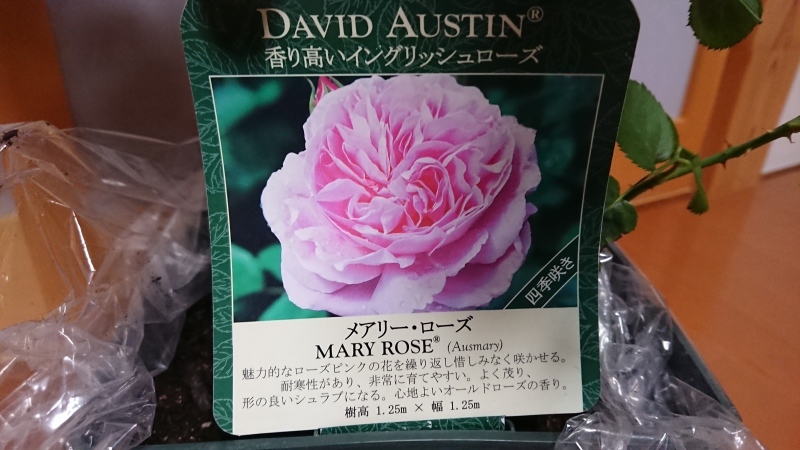 DAVID AUSTIN®
香り高いイングリッシュローズ
四季咲き
メアリー・ローズ
MARY ROSE® (Ausmary)
魅力的なローズピンクの花を繰り返し惜しみなく咲かせる。
耐寒性があり、非常に育てやすい。よく茂り、
形の良いシュラブになる。心地よいオールドローズの香り。
樹高 1.25m × 幅 1.25m